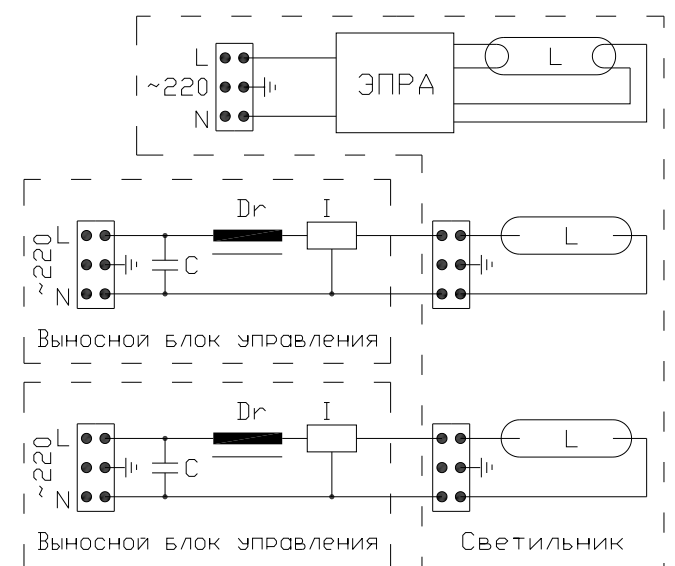 L
~220
N
ЭПРА
L
Dr
I
L
~220
N
C
L
Выносной блок управления
Dr
I
L
~220
N
C
L
Выносной блок управления
Светильник